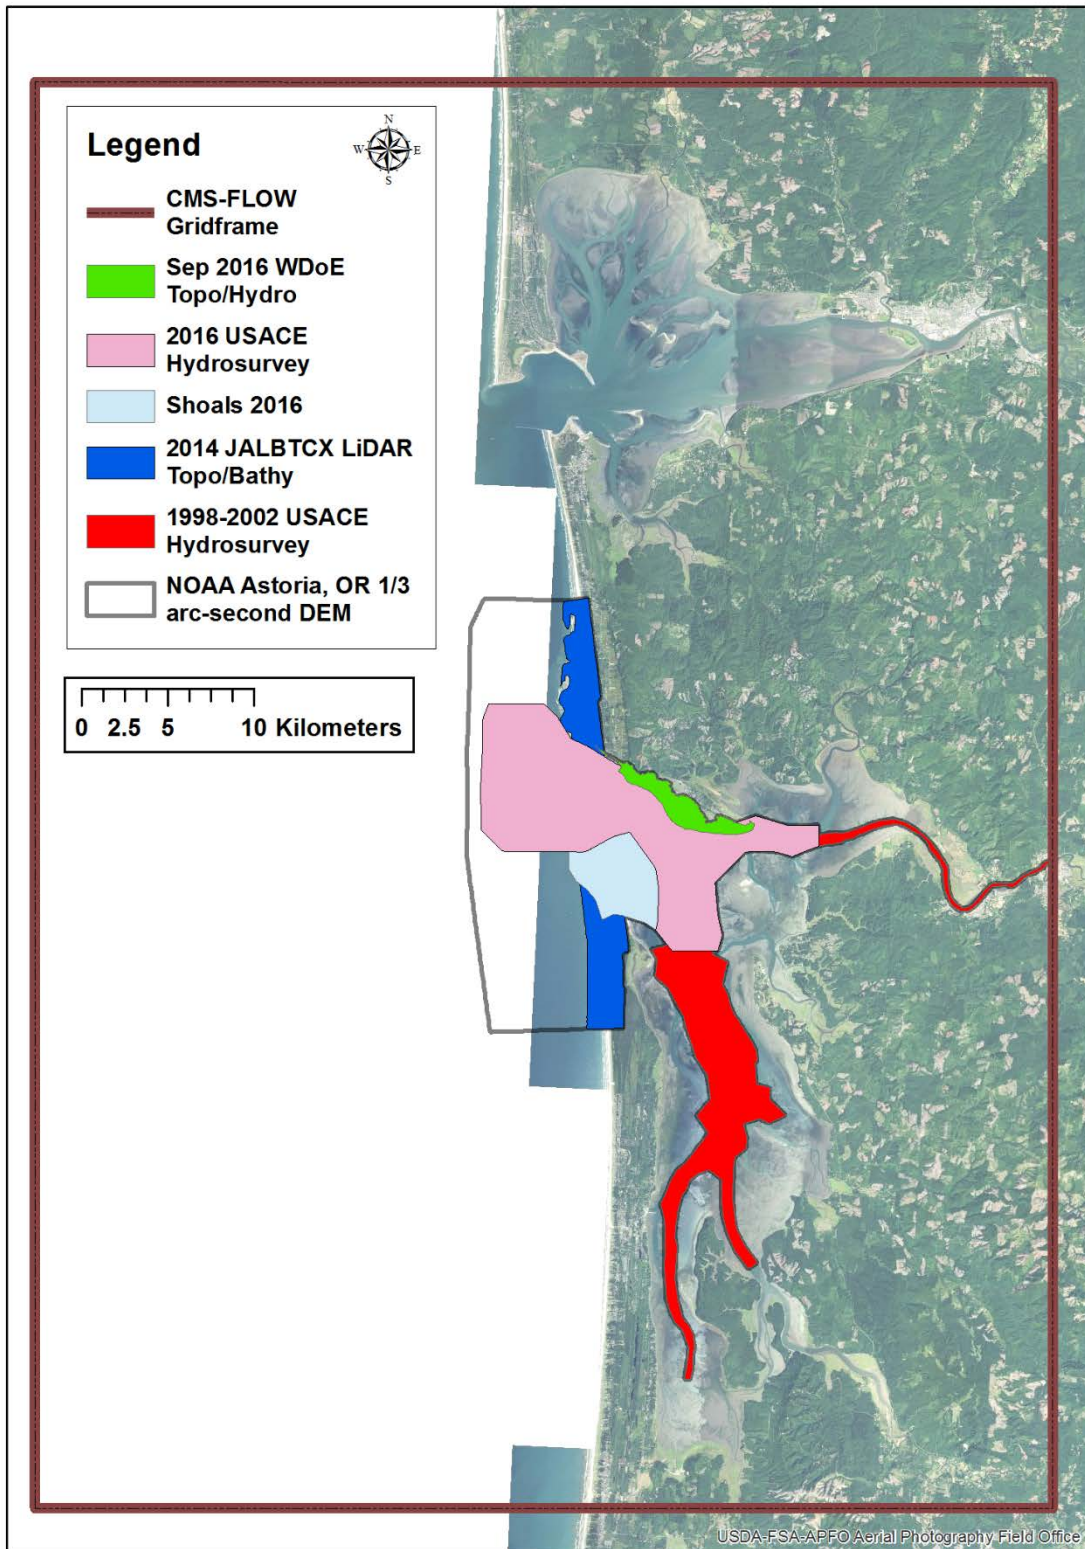 Legend
N
W E
S
CMS-FLOW
Gridframe
Sep 2016 WDoE
Topo/Hydro
2016 USACE
Hydrosurvey
Shoals 2016
2014 JALBTCX LiDAR
Topo/Bathy
1998-2002 USACE
Hydrosurvey
NOAA Astoria, OR 1/3
arc-second DEM
0 2.5 5 10 Kilometers
USDA-FSA-APFO Aerial Photography Field Office